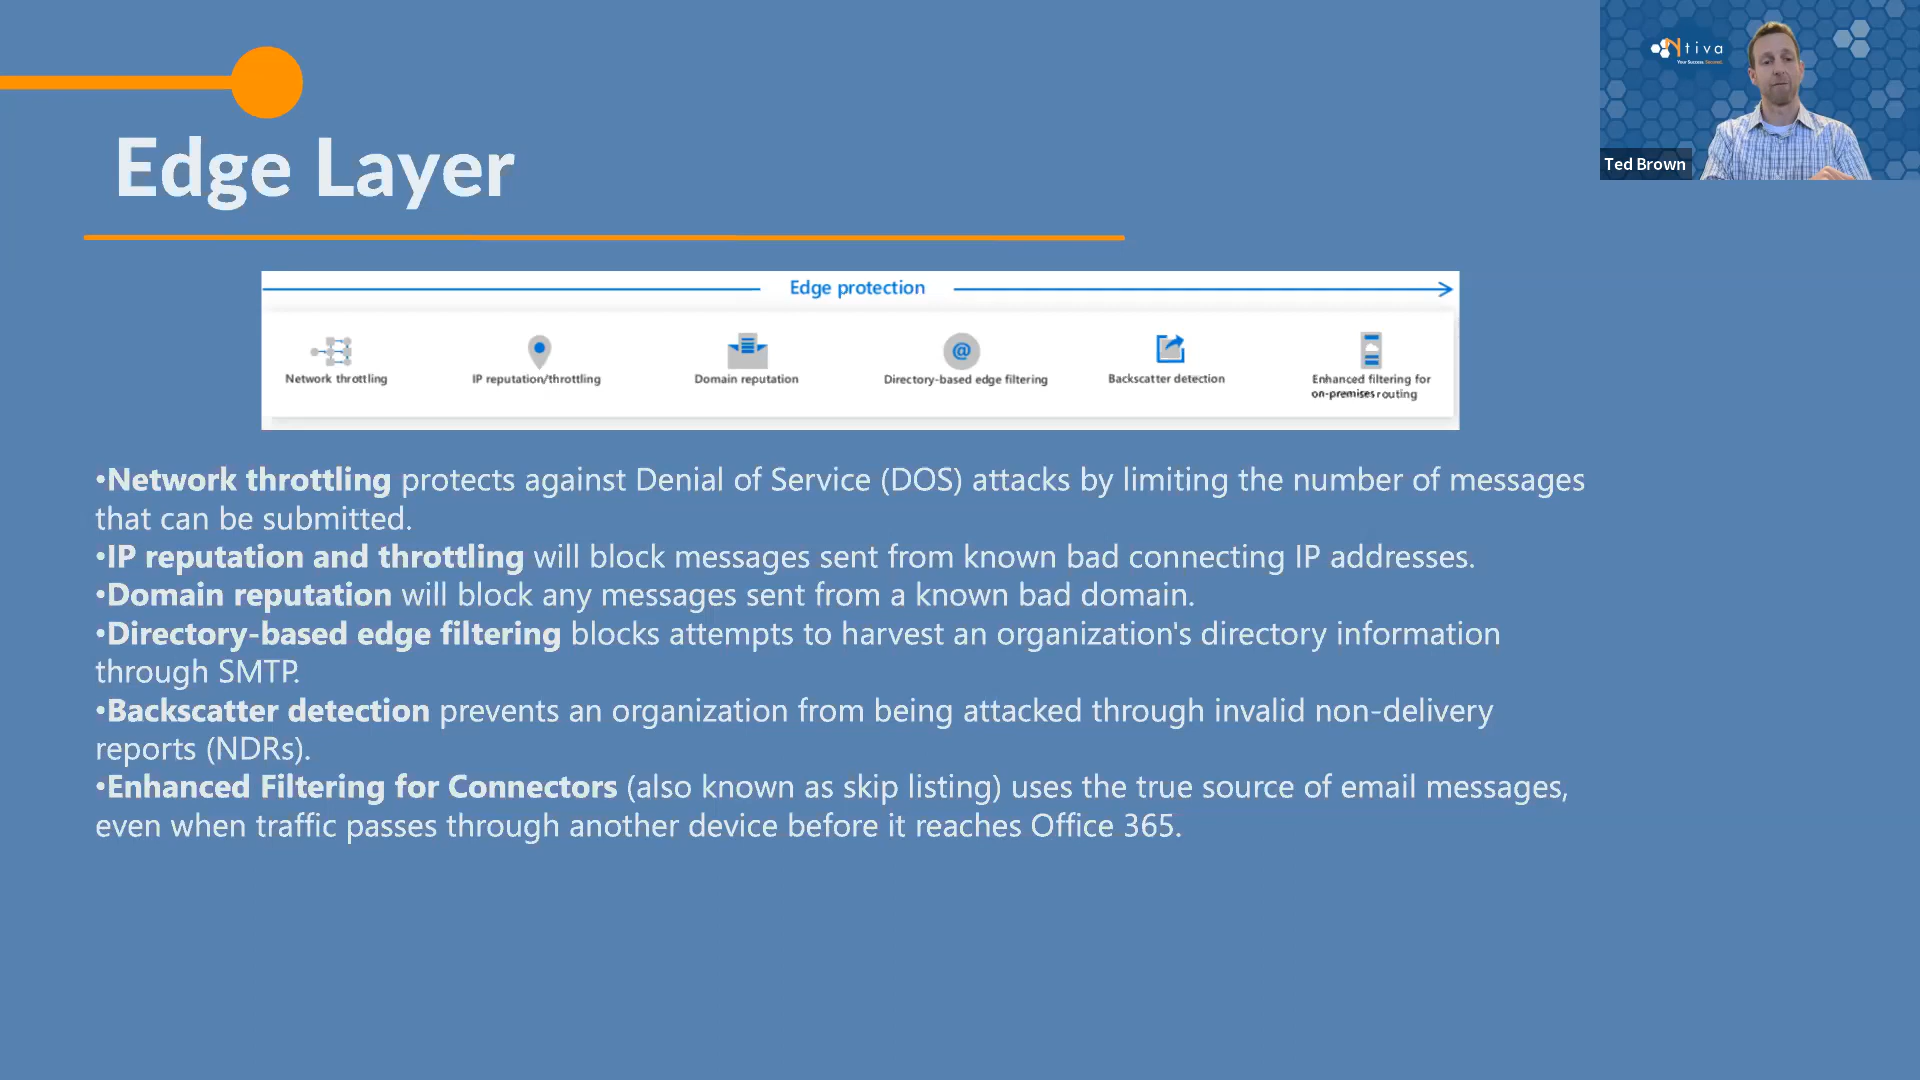 Ntiva
Your Success. Secured.
Ted Brown
Edge Layer
Edge protection
Network throttling
IP reputation/throttling
Domain reputation
Directory-based edge filtering
Backscatter detection
Enhanced filtering for
on-premises routing
•Network throttling protects against Denial of Service (DOS) attacks by limiting the number of messages
that can be submitted.
•IP reputation and throttling will block messages sent from known bad connecting IP addresses.
•Domain reputation will block any messages sent from a known bad domain.
•Directory-based edge filtering blocks attempts to harvest an organization's directory information
through SMTP.
•Backscatter detection prevents an organization from being attacked through invalid non-delivery
reports (NDRs).
•Enhanced Filtering for Connectors (also known as skip listing) uses the true source of email messages,
even when traffic passes through another device before it reaches Office 365.